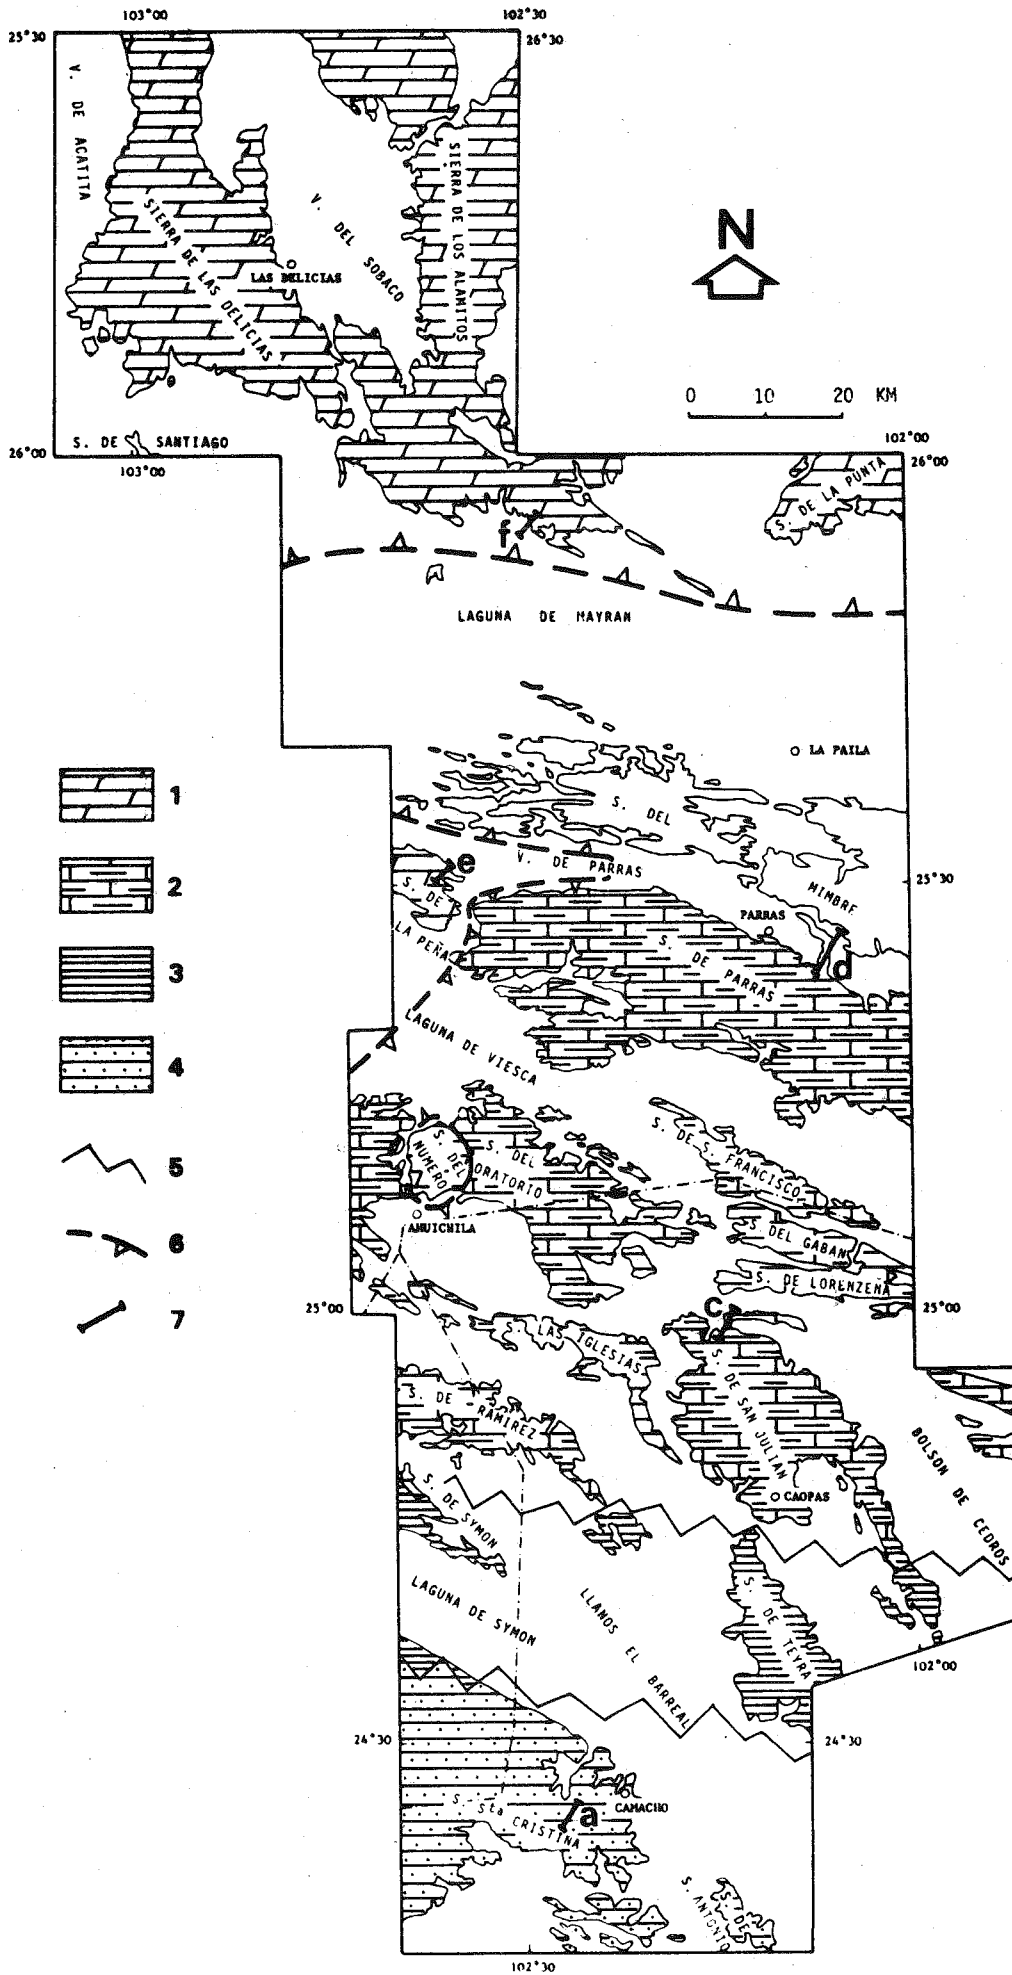 103°00
102°30
25°30
26°30
V. DE ACATITA
SIERRA DE LAS DELICIAS
LAS DELICIAS
V. DEL SOBACO
SIERRA DE LOS ALAMITOS
N
0 10 20 KM
S. DE SANTIAGO
26°00
103°00
102°00
26°00
S. DE LA PUNTA
f
LAGUNA DE MAYRAN
LA PAILA
S. DEL MIMBRE
V. DE PARRAS
e
S. DE LA PEÑA
25°30
PARRAS
S. DE PARRAS
d
LAGUNA DE VIESCA
1
2
3
4
5
6
7
S. DEL NUMERO
S. DEL ORATORIO
AHUICHILA
S. DE S. FRANCISCO
S. DEL GABAN
S. DE LORENZEÑA
25°00
25°00
c
S. LAS IGLESIAS
S. DE SAN JULIAN
S. DE RAMIREZ
CAOPAS
BOLSON DE CEDROS
S. DE SYMON
LAGUNA DE SYMON
LLANOS EL BARREAL
S. DE TEYRA
102°00
24°30
24°30
a
CAMACHO
S. Sta CRISTINA
S. DE S. ANTONIO
102°30